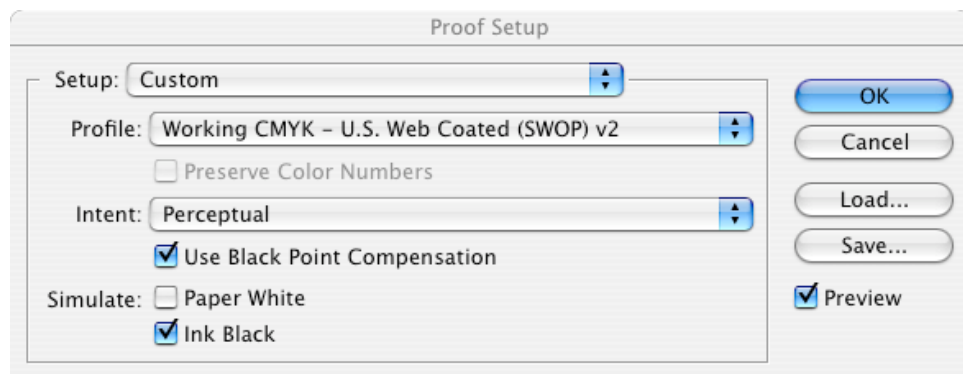 Proof Setup
Setup: Custom
OK
Profile: Working CMYK – U.S. Web Coated (SWOP) v2
Cancel
Preserve Color Numbers
Intent: Perceptual
Load...
Use Black Point Compensation
Save...
Simulate: Paper White
Preview
Ink Black